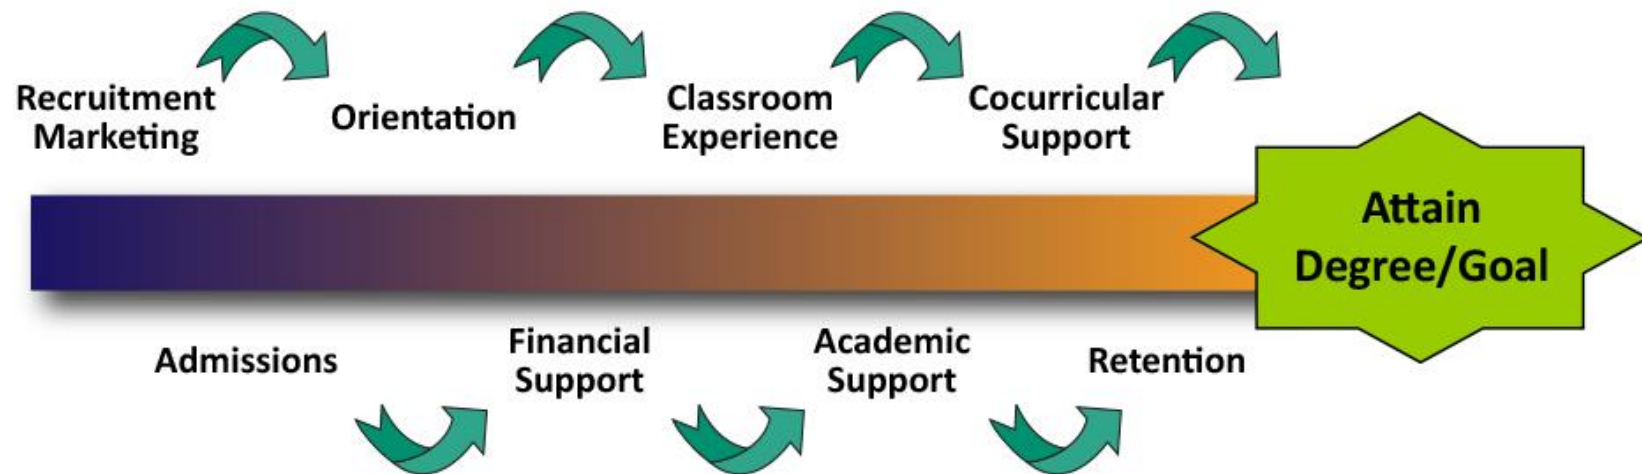 Recruitment
Marketing
Orientation
Classroom
Experience
Cocurricular
Support
Attain
Degree/Goal
Admissions
Financial
Support
Academic
Support
Retention